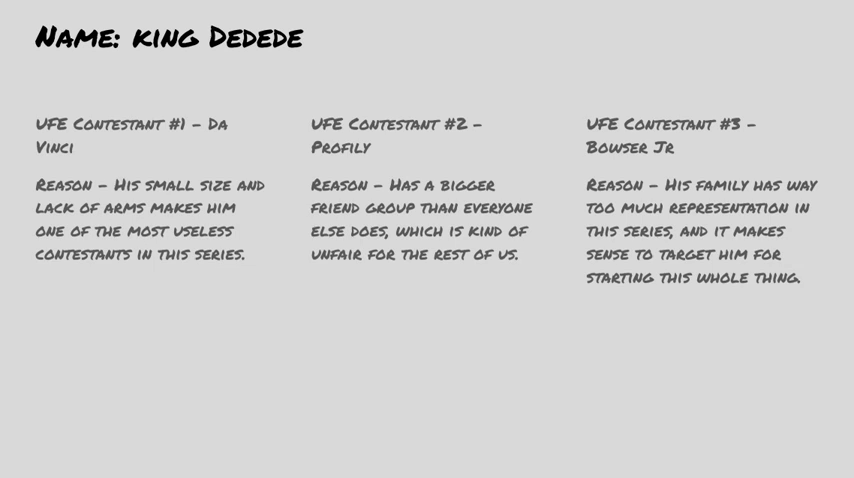 Name: King Dedede
UFE Contestant #1 - Da
Vinci
Reason - His small size and
lack of arms makes him
one of the most useless
contestants in this series.
UFE Contestant #2 -
Profily
Reason - Has a bigger
friend group than everyone
else does, which is kind of
unfair for the rest of us.
UFE Contestant #3 -
Bowser Jr
Reason - His family has way
too much representation in
this series, and it makes
sense to target him for
starting this whole thing.